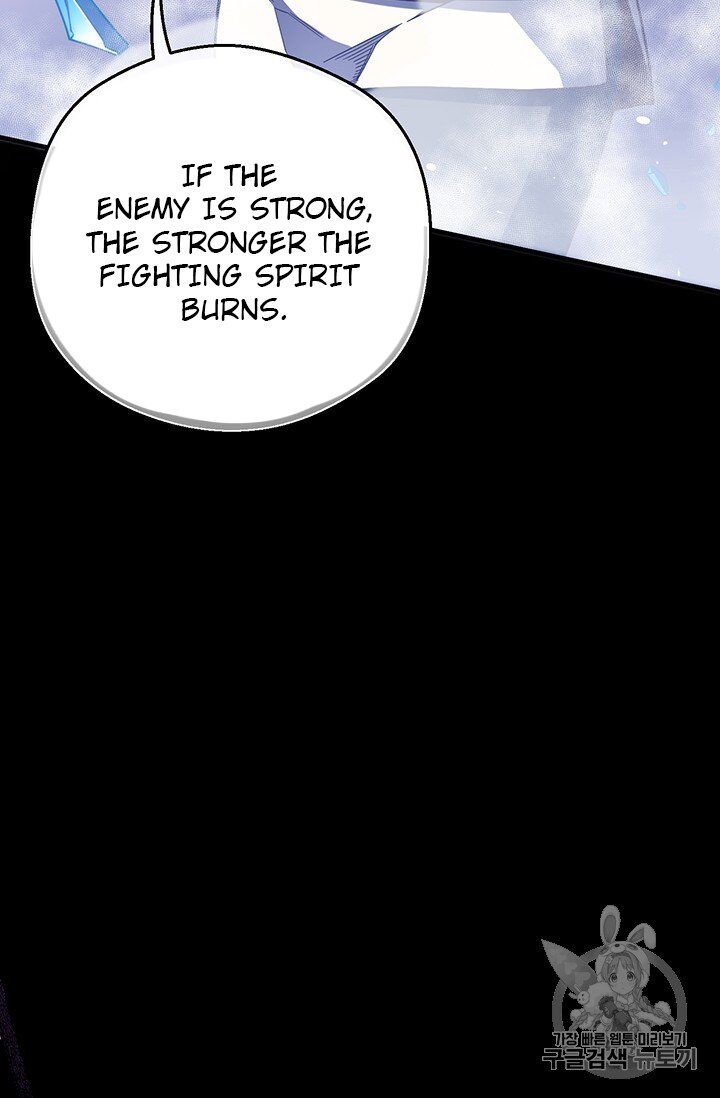 IF THE
ENEMY IS STRONG,
THE STRONGER THE
FIGHTING SPIRIT
BURNS.
가장 빠른 웹툰 미리보기
구글검색 뉴토끼